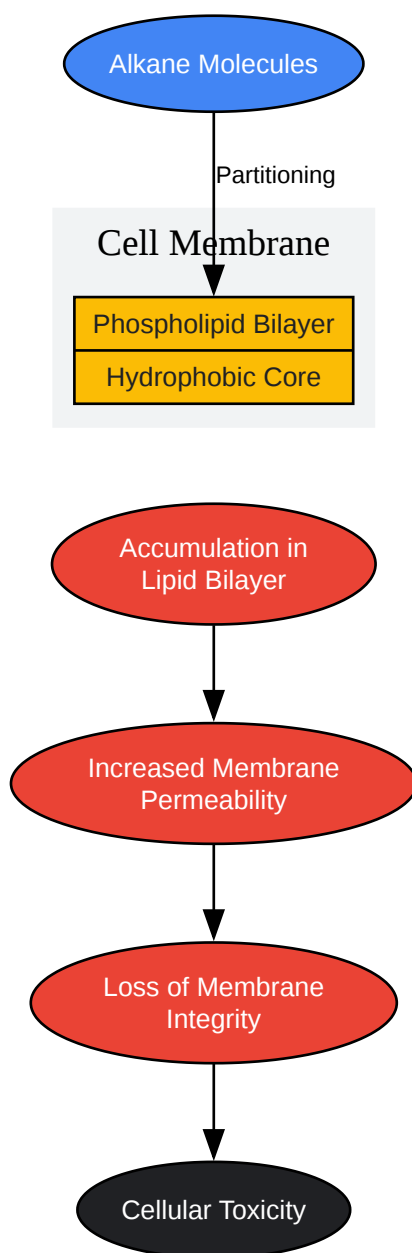 Alkane Molecules
Partitioning
Cell Membrane
Phospholipid Bilayer
Hydrophobic Core
Accumulation in
Lipid Bilayer
Increased Membrane
Permeability
Loss of Membrane
Integrity
Cellular Toxicity